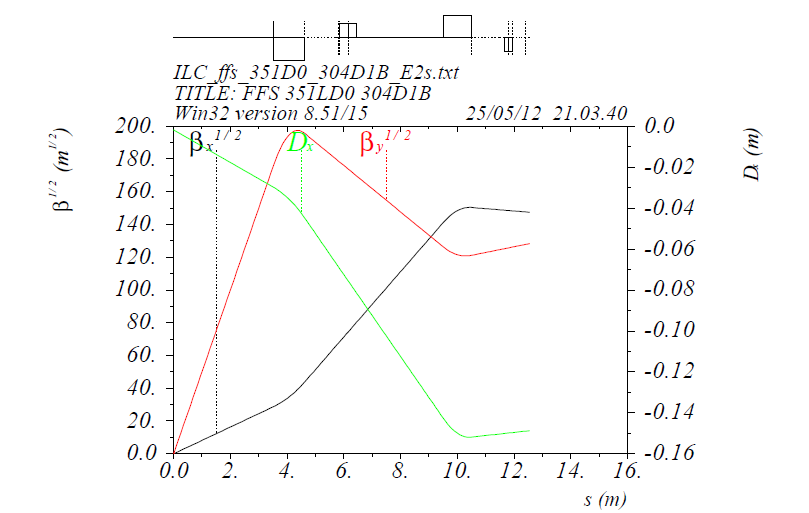 ILC_ffs_351D0_304D1B_E2s.txt
TITLE: FFS 351LD0 304D1B
Win32 version 8.51/15 25/05/12 21.03.40
β x 1/2
D x
β y 1/2
β 1/2 (m 1/2)
200.
180.
160.
140.
120.
100.
80.
60.
40.
20.
0.0
0.0
-0.02
-0.04
-0.06
-0.08
-0.10
-0.12
-0.14
-0.16
Dx (m)
0.0 2. 4. 6. 8. 10. 12. 14. 16.
s (m)